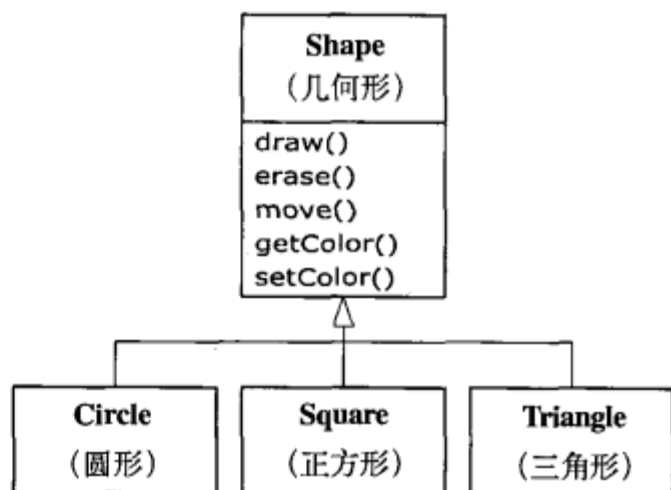 Shape
（几何形）
draw()
erase()
move()
getColor()
setColor()
Circle
（圆形）
Square
（正方形）
Triangle
（三角形）